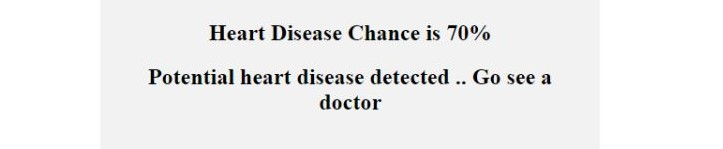 Heart Disease Chance is 70%
Potential heart disease detected .. Go see a
doctor